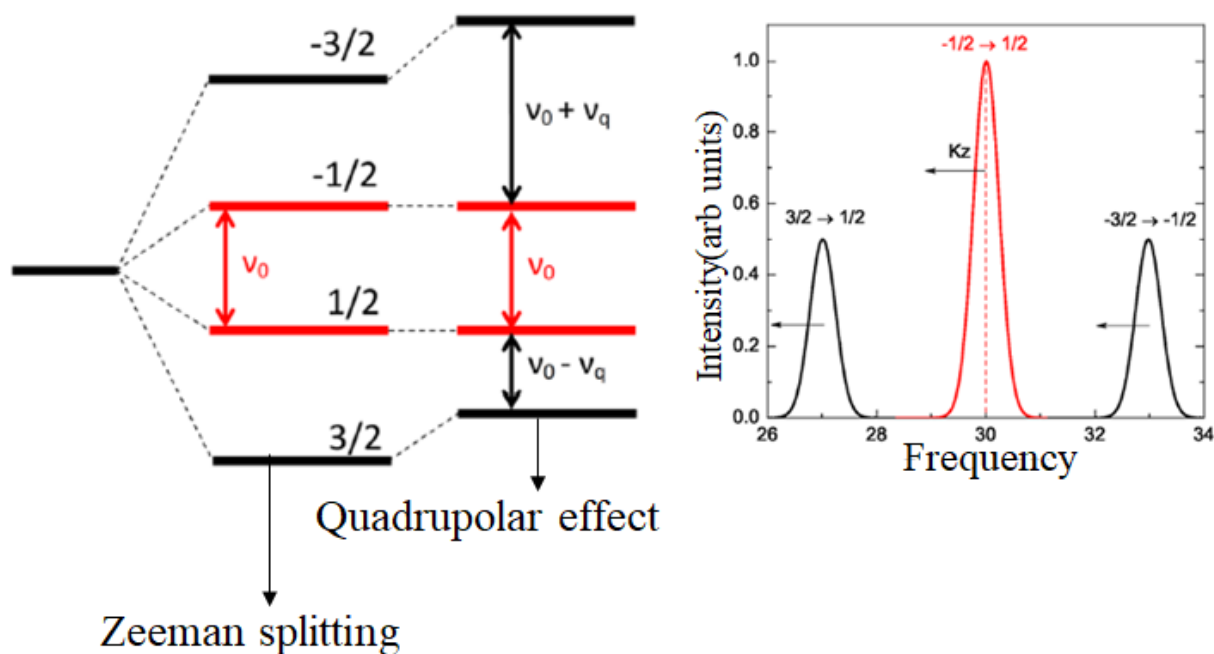 -3/2
ν₀ + νq
-1/2
ν₀
ν₀
1/2
ν₀ - νq
3/2
Quadrupolar effect
Zeeman splitting
-1/2 → 1/2
1.0
0.8
0.6
0.4
0.2
0.0
Kz
3/2 → 1/2
-3/2 → -1/2
Intensity(arb units)
26 28 30 32 34
Frequency